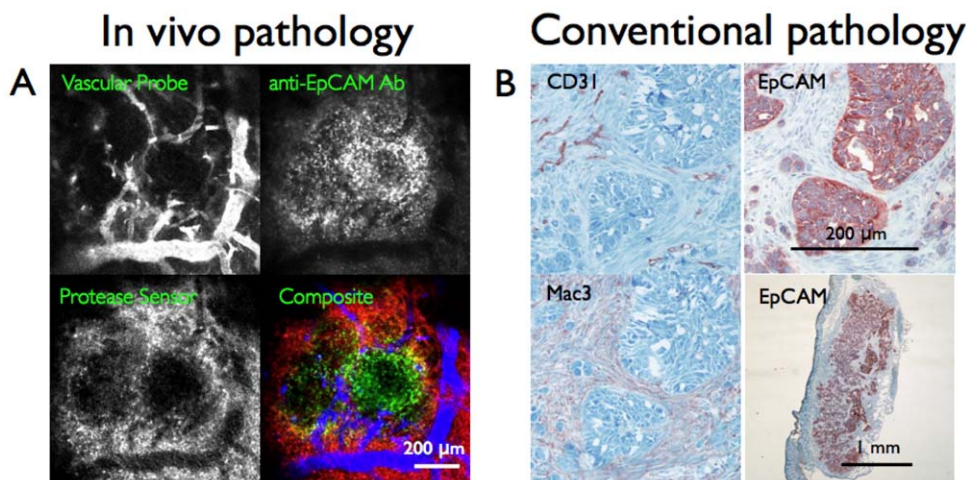 In vivo pathology
Conventional pathology
A
Vascular Probe
anti-EpCAM Ab
Protease Sensor
Composite
200 µm
B
CD31
EpCAM
200 µm
Mac3
EpCAM
1 mm